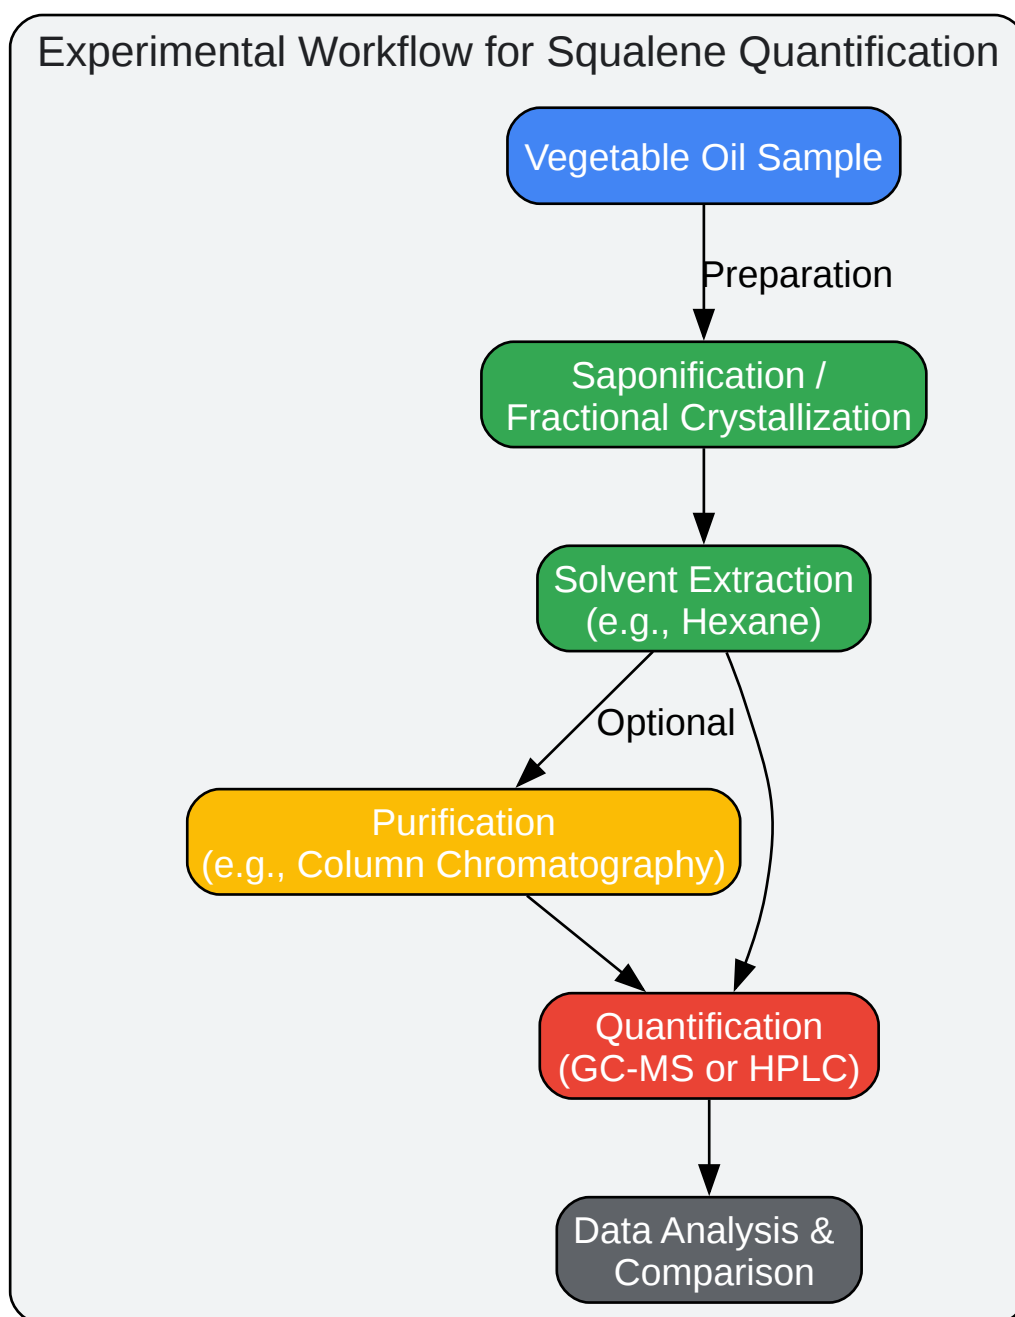 Experimental Workflow for Squalene Quantification
Vegetable Oil Sample
Preparation
Saponification /
Fractional Crystallization
Solvent Extraction
(e.g., Hexane)
Optional
Purification
(e.g., Column Chromatography)
Quantification
(GC-MS or HPLC)
Data Analysis &
Comparison